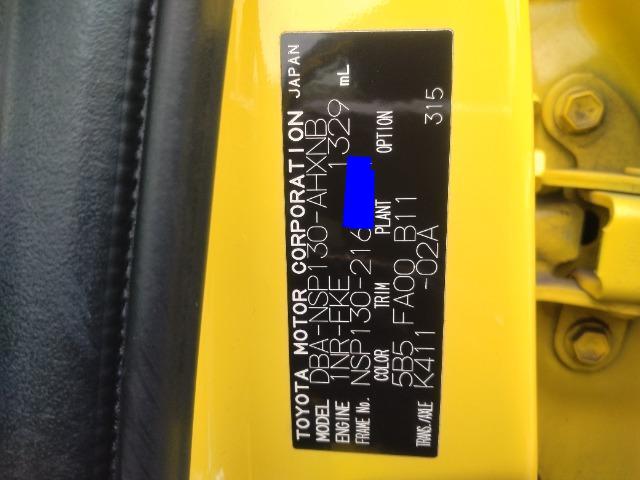 TOYOTA MOTOR CORPORATION JAPAN
MODEL DBA-NSP130-AHXNB
ENGINE 1NR-FKE 1329 mL
FRAME No. NSP130-216
COLOR TRIM PLANT OPTION
5B5 FA00 B11
TRANS./AXLE K411 -02A 315